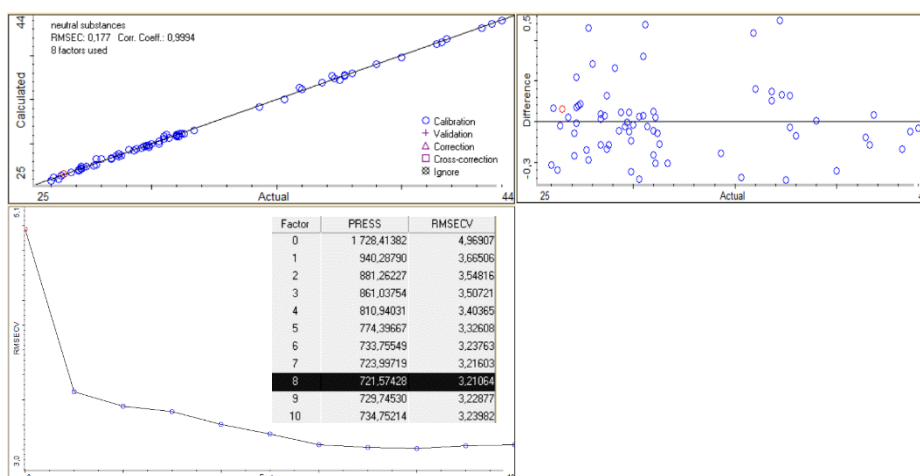 44
neutral substances
RMSEC: 0,177 Corr. Coeff.: 0,9994
8 factors used
Calculated
Calibration
Validation
Correction
Cross-correction
Ignore
25
25
Actual
44
0,5
Difference
-0,3
25
Actual
5,1
RMSECV
3,0
Factor PRESS RMSECV
0 1 728,41382 4,96907
1 940,28790 3,66506
2 881,26227 3,54816
3 861,03754 3,50721
4 810,94031 3,40365
5 774,39667 3,32608
6 733,75549 3,23763
7 723,99719 3,21603
8 721,57428 3,21064
9 729,74530 3,22877
10 734,75214 3,23982